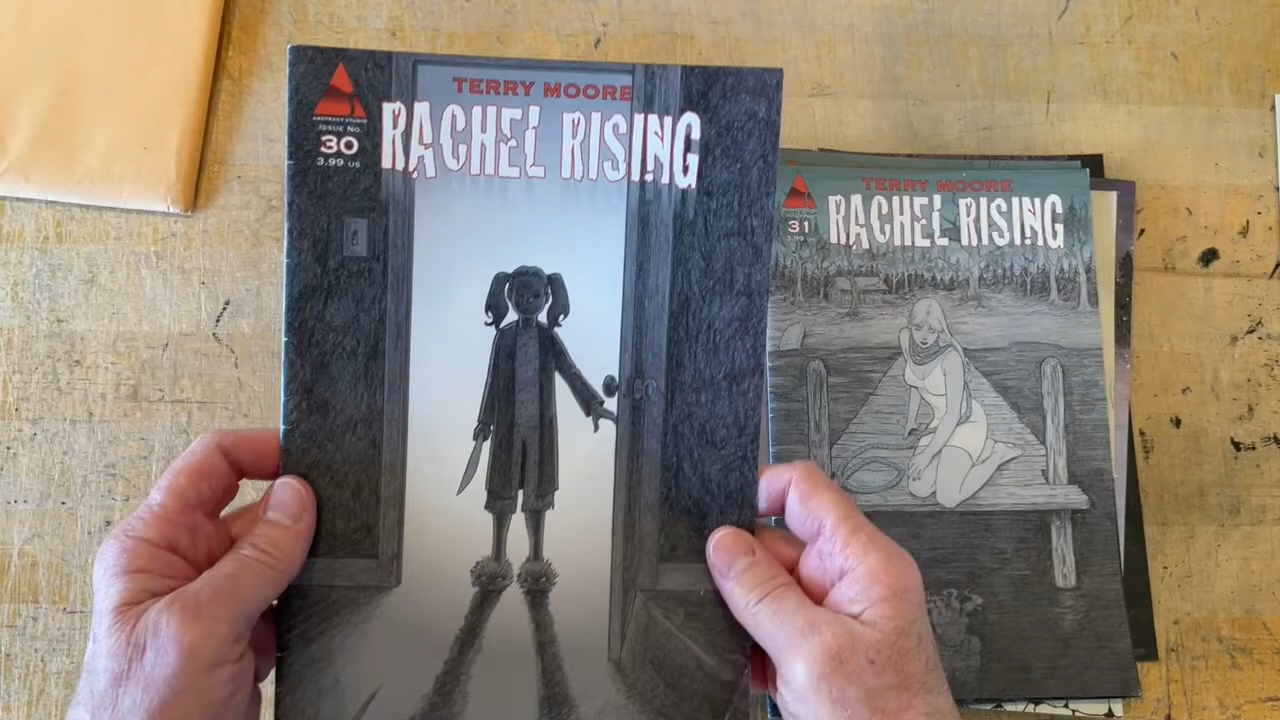 TERRY MOORE
RACHEL RISING
ABSTRACT STUDIO
ISSUE NO.
30
3.99 US
TERRY MOORE
RACHEL RISING
31
3.99 US